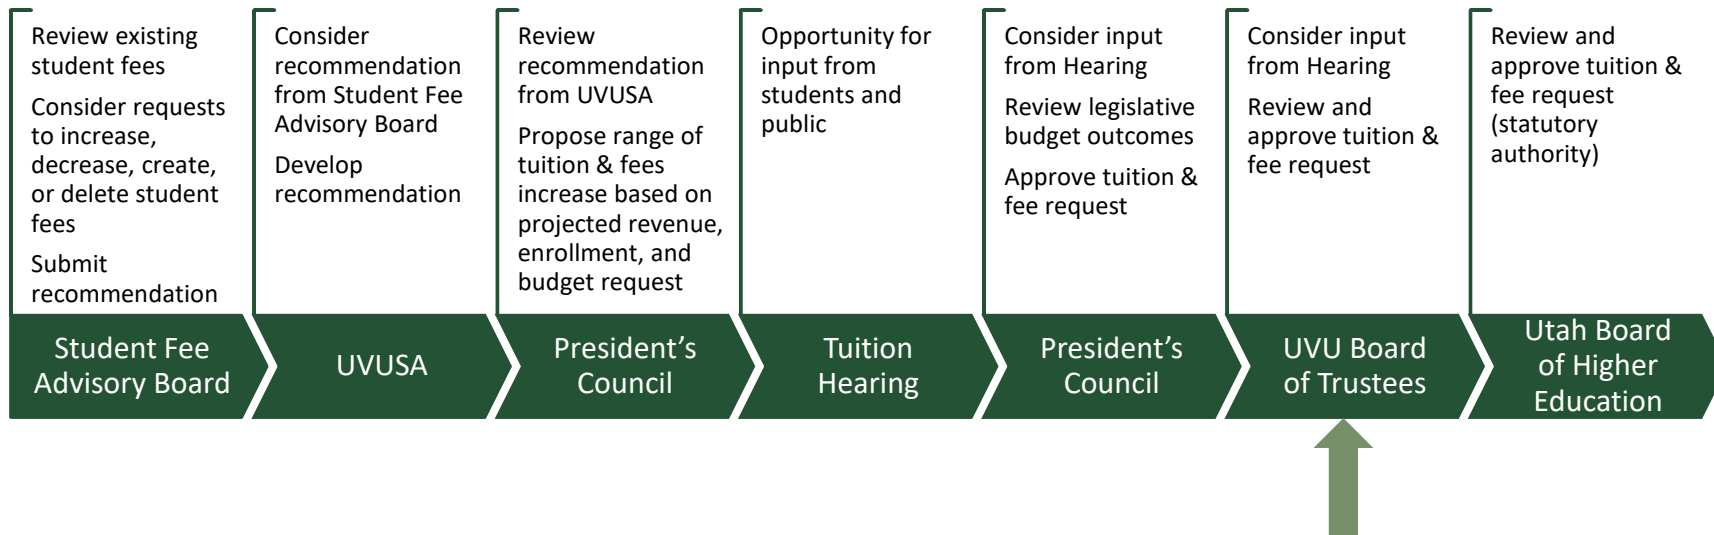 Review existing
student fees
Consider requests
to increase,
decrease, create,
or delete student
fees
Submit
recommendation
Student Fee
Advisory Board
Consider
recommendation
from Student Fee
Advisory Board
Develop
recommendation
UVUSA
Review
recommendation
from UVUSA
Propose range of
tuition & fees
increase based on
projected revenue,
enrollment, and
budget request
President’s
Council
Opportunity for
input from
students and
public
Tuition
Hearing
Consider input
from Hearing
Review legislative
budget outcomes
Approve tuition &
fee request
President’s
Council
Consider input
from Hearing
Review and
approve tuition &
fee request
UVU Board
of Trustees
Review and
approve tuition &
fee request
(statutory
authority)
Utah Board
of Higher
Education